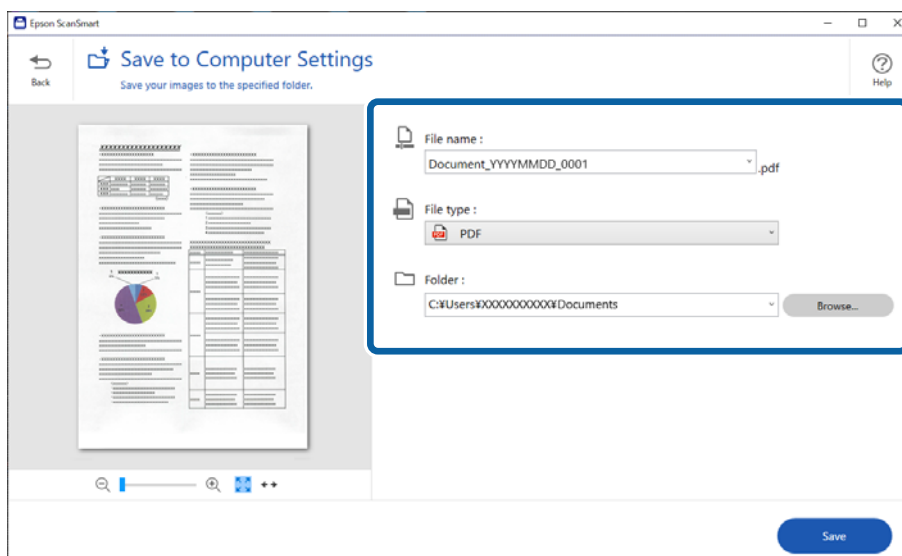 Epson ScanSmart
Back
Save to Computer Settings
Save your images to the specified folder.
Help
File name :
Document_YYYYMMDD_0001
.pdf
File type :
PDF
PDF
Folder :
C:¥Users¥XXXXXXXXXX¥Documents
Browse...
Save